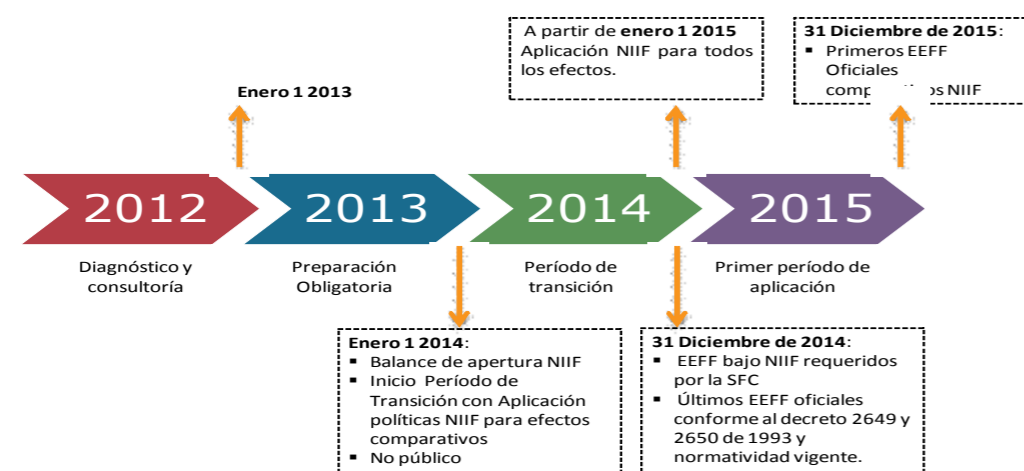 A partir de enero 1 2015
Aplicación NIIF para todos
los efectos.
31 Diciembre de 2015:
▪ Primeros EEFF
Oficiales
NIIF
Enero 1 2013
2012
2013
2014
2015
Diagnóstico y
consultoría
Preparación
Obligatoria
Período de
transición
Primer período de
aplicación
Enero 1 2014:
▪ Balance de apertura NIIF
▪ Inicio Período de
Transición con Aplicación
políticas NIIF para efectos
comparativos
▪ No público
31 Diciembre de 2014:
▪ EEFF bajo NIIF requeridos
por la SFC
▪ Últimos EEFF oficiales
conforme al decreto 2649 y
2650 de 1993 y
normatividad vigente.